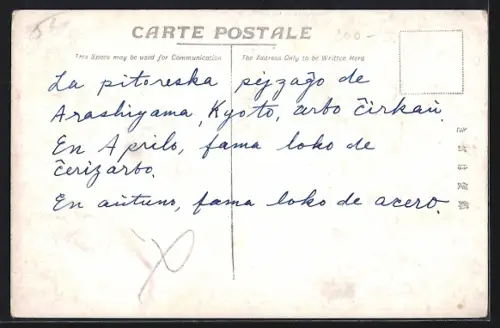 CARTE POSTALE
This Space may be used for Communication
The Express Only to be Written Here
La pitoreska pejzaĝo de
Arashiyama, Kyoto, arbo ĉirkaŭ.
En Aprilo, fama loko de
ĉerizarbo.
En aŭtuno, fama loko de acero.